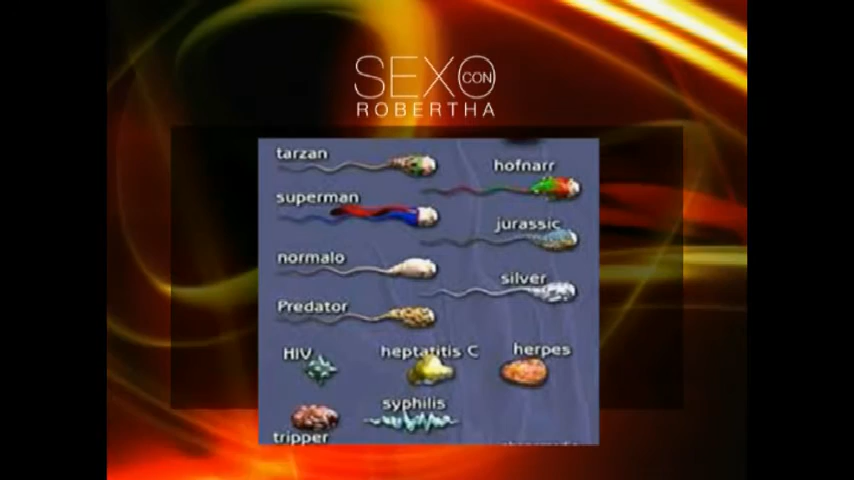 SEXO
CON
ROBERTHA
tarzan
hofnarr
superman
jurassic
normalo
silver
Predator
HIV
heptatitis C
herpes
syphilis
tripper